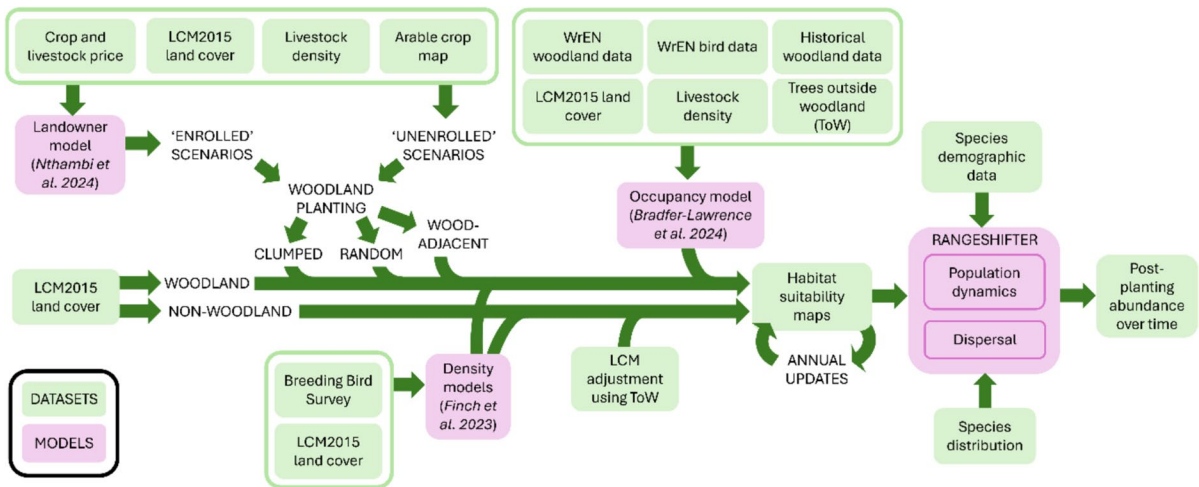 Crop and
livestock price
LCM2015
land cover
Livestock
density
Arable crop
map
WrEN
woodland data
WrEN bird data
Historical
woodland data
LCM2015 land
cover
Livestock
density
Trees outside
woodland
(ToW)
Landowner
model
(Nthambi et
al. 2024)
‘ENROLLED’
SCENARIOS
‘UNENROLLED’
SCENARIOS
WOODLAND
PLANTING
CLUMPED
RANDOM
WOOD-
ADJACENT
Occupancy model
(Bradfer-Lawrence
et al. 2024)
Species
demographic
data
LCM2015
land cover
WOODLAND
NON-WOODLAND
Habitat
suitability
maps
ANNUAL
UPDATES
RANGESHIFTER
Population
dynamics
Dispersal
Post-
planting
abundance
over time
Breeding Bird
Survey
LCM2015
land cover
Density
models
(Finch et
al. 2023)
LCM
adjustment
using ToW
Species
distribution
DATASETS
MODELS